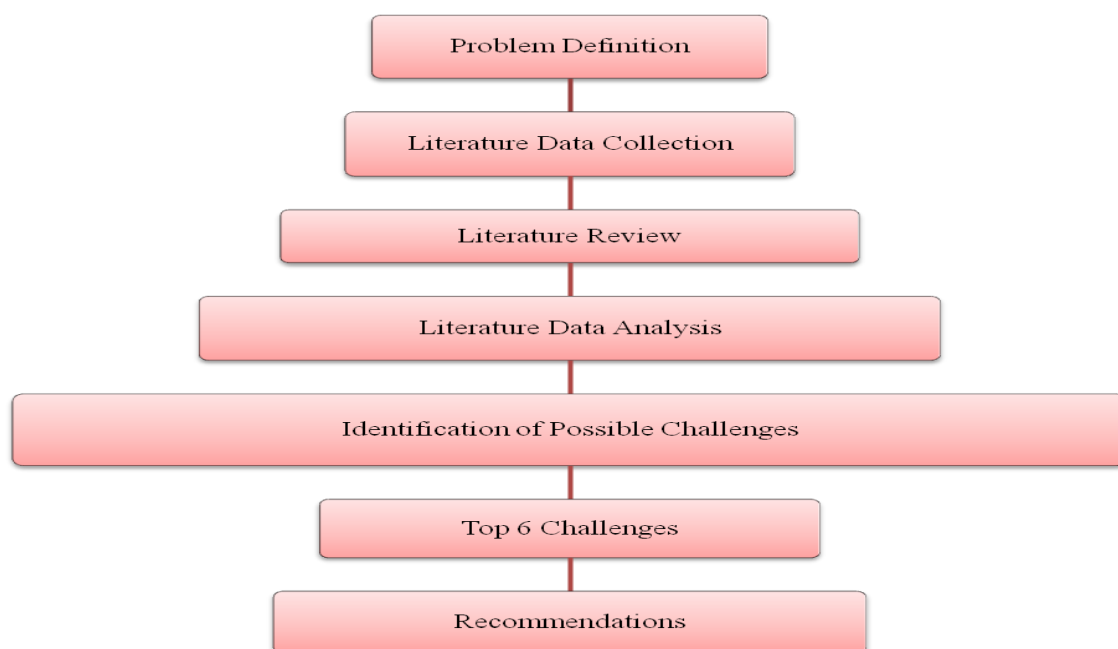 Problem Definition
Literature Data Collection
Literature Review
Literature Data Analysis
Identification of Possible Challenges
Top 6 Challenges
Recommendations